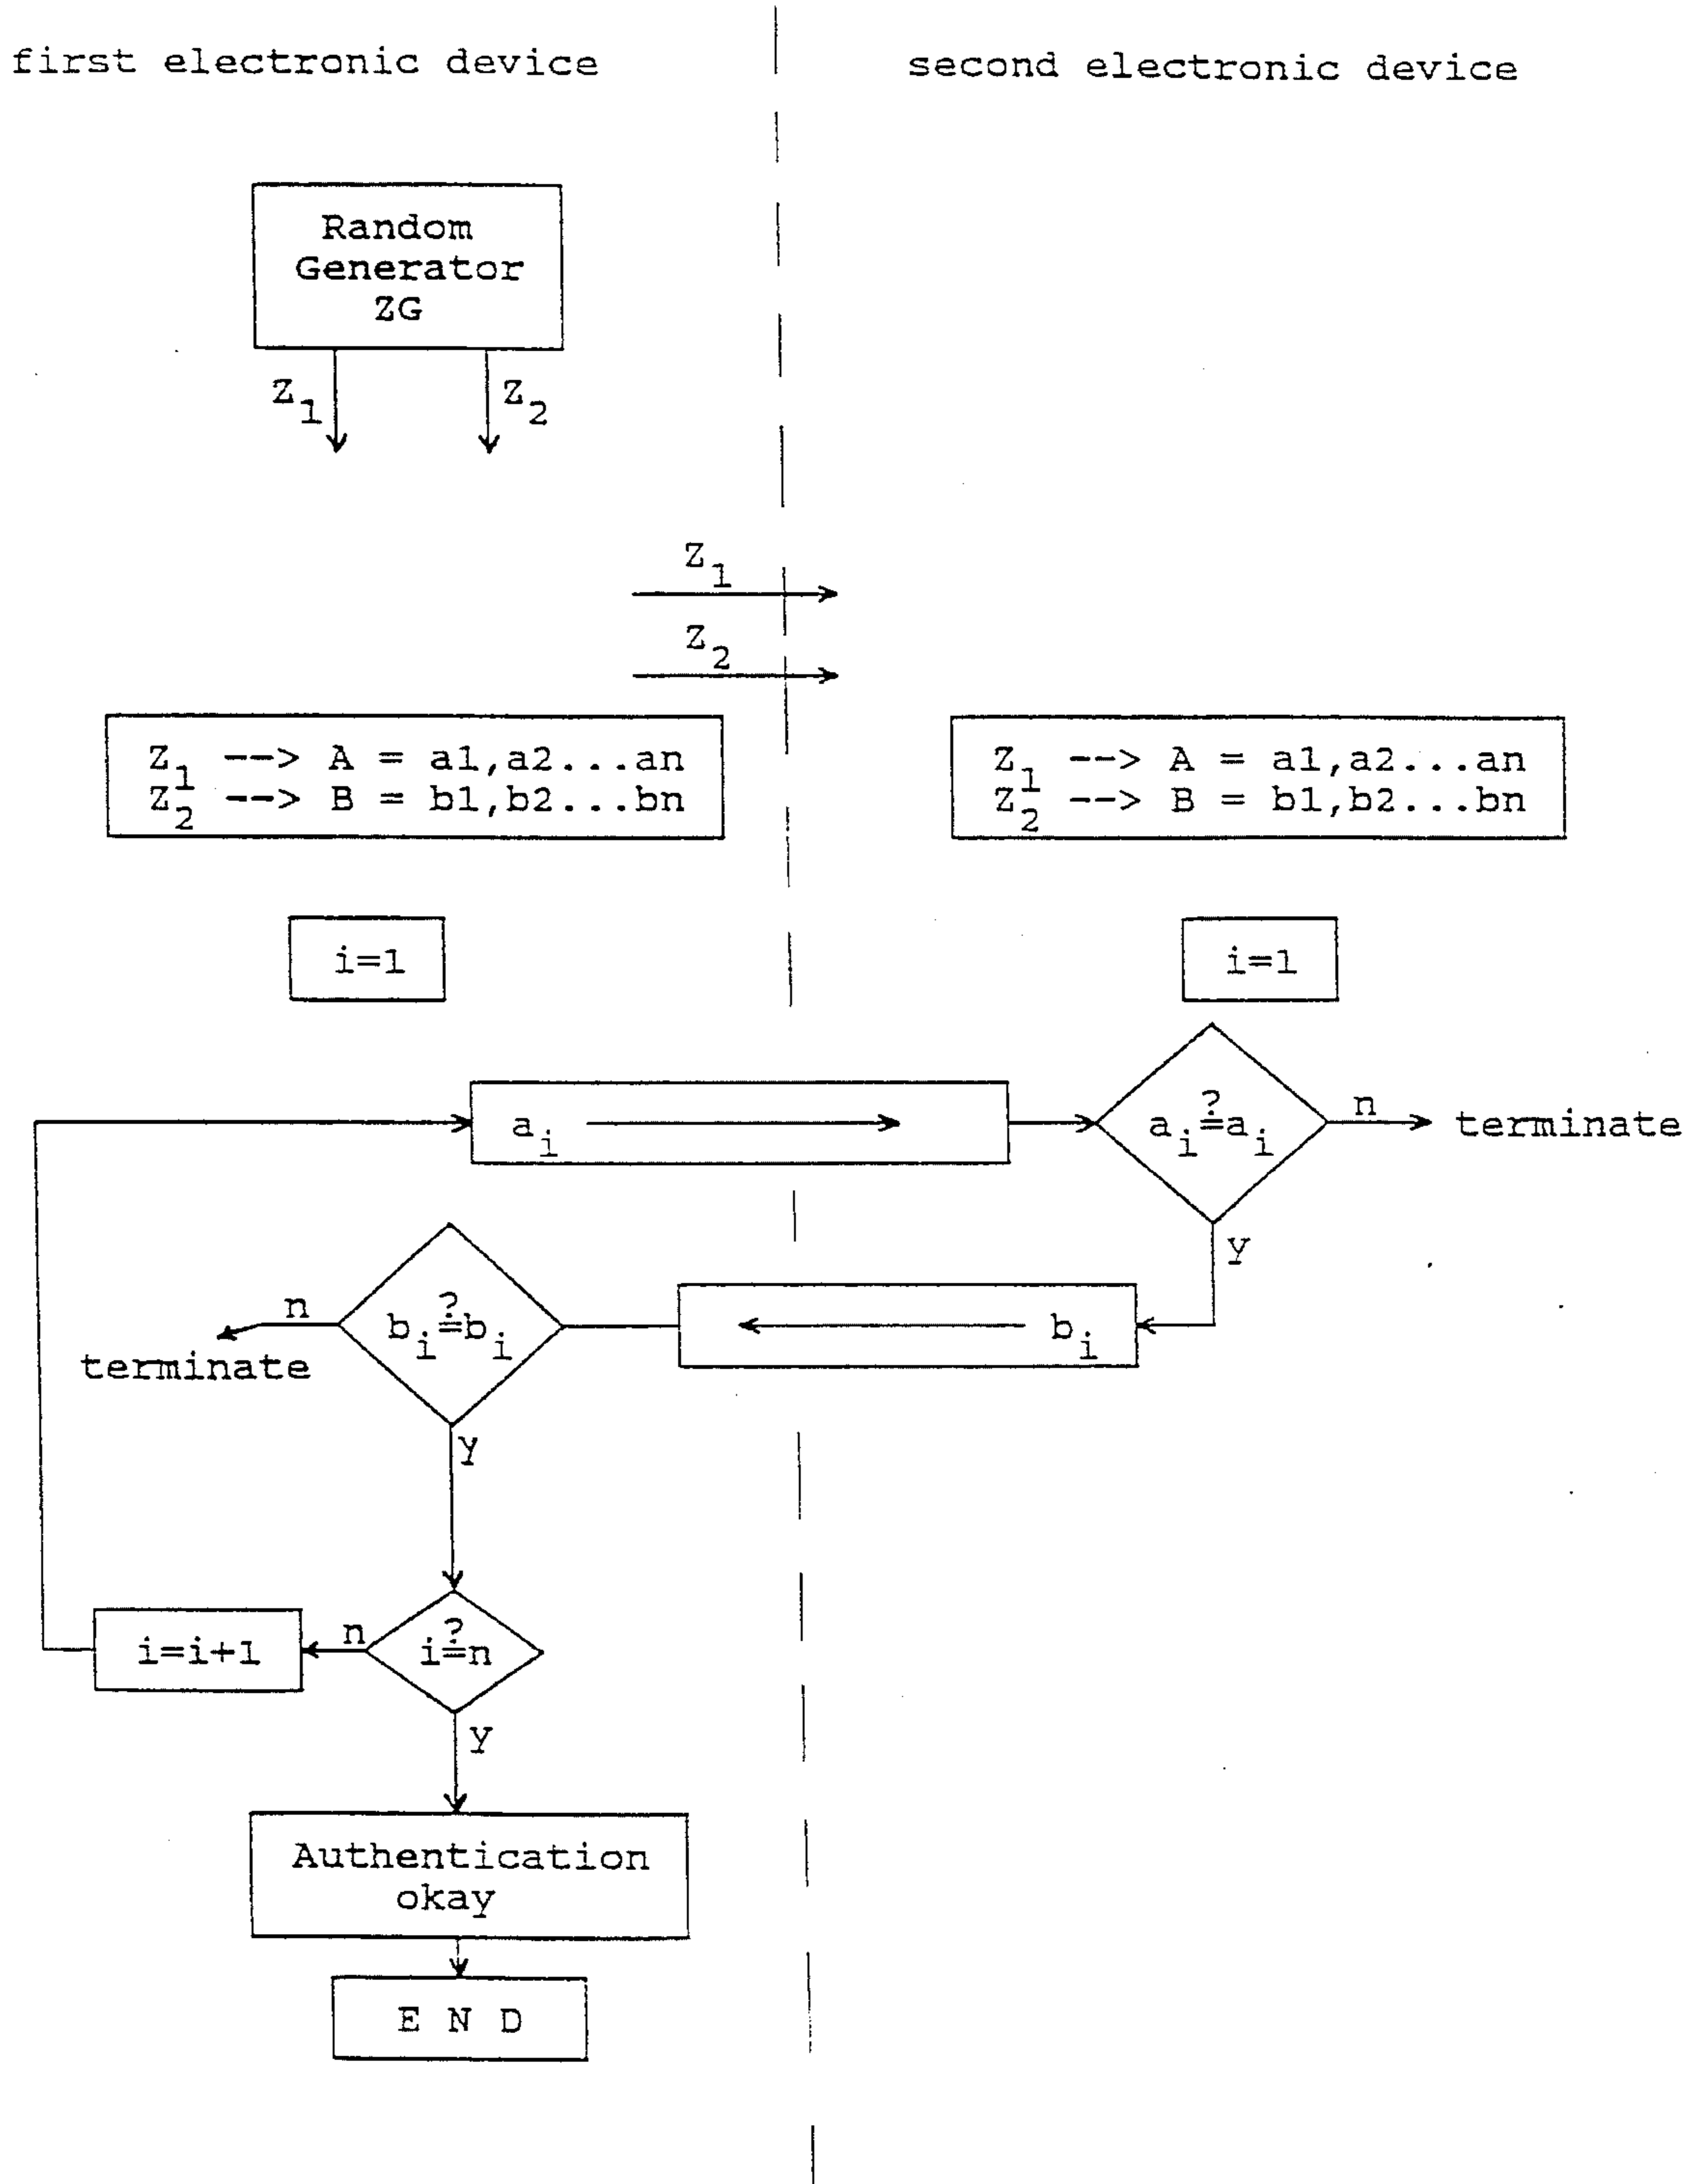 first electronic device
second electronic device
Random
Generator
ZG
Z1
Z2
Z1
Z2
Z1 --> A = a1,a2...an
Z2 --> B = b1,b2...bn
Z1 --> A = a1,a2...an
Z2 --> B = b1,b2...bn
i=1
i=1
ai
ai≟ai
n
terminate
y
bi
bi≟bi
n
terminate
y
i≟n
n
i=i+1
y
Authentication
okay
E N D